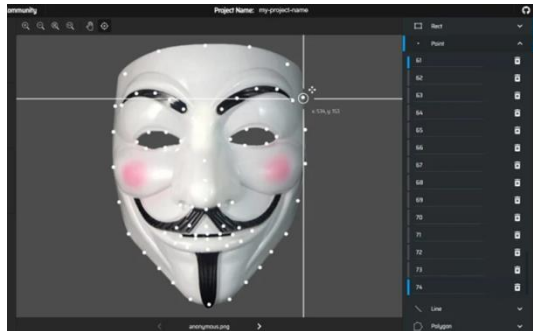 ommunity
Project Name: my-project-name
Rect
Point
61
62
63
64
65
66
67
68
69
70
71
72
73
74
Line
Polygon
anonymous.png